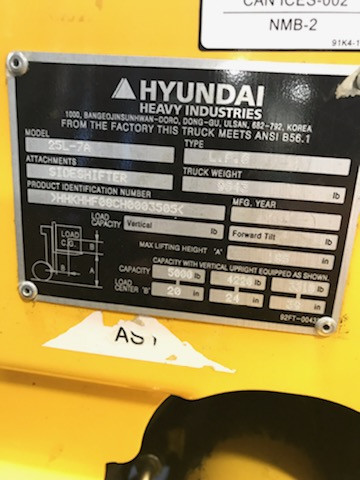 CAN ICES-002
NMB-2
91K4-1
HYUNDAI
HEAVY INDUSTRIES
1000, BANGEOJINSUNHWAN-DORO, DONG-GU, ULSAN, 682-792, KOREA
FROM THE FACTORY THIS TRUCK MEETS ANSI B56.1
MODEL 25L-7A TYPE
ATTACHMENTS SIDESHIFTER TRUCK WEIGHT lb
PRODUCT IDENTIFICATION NUMBER MFG. YEAR
LOAD CAPACITY Vertical lb Forward Tilt
LOAD
C.G.
B
A
B
MAX LIFTING HEIGHT "A" in
CAPACITY WITH VERTICAL UPRIGHT EQUIPPED AS SHOWN.
CAPACITY 5000 lb 4220 lb lb
LOAD CENTER "B" 20 in 24 in in
92FT-0043
AS